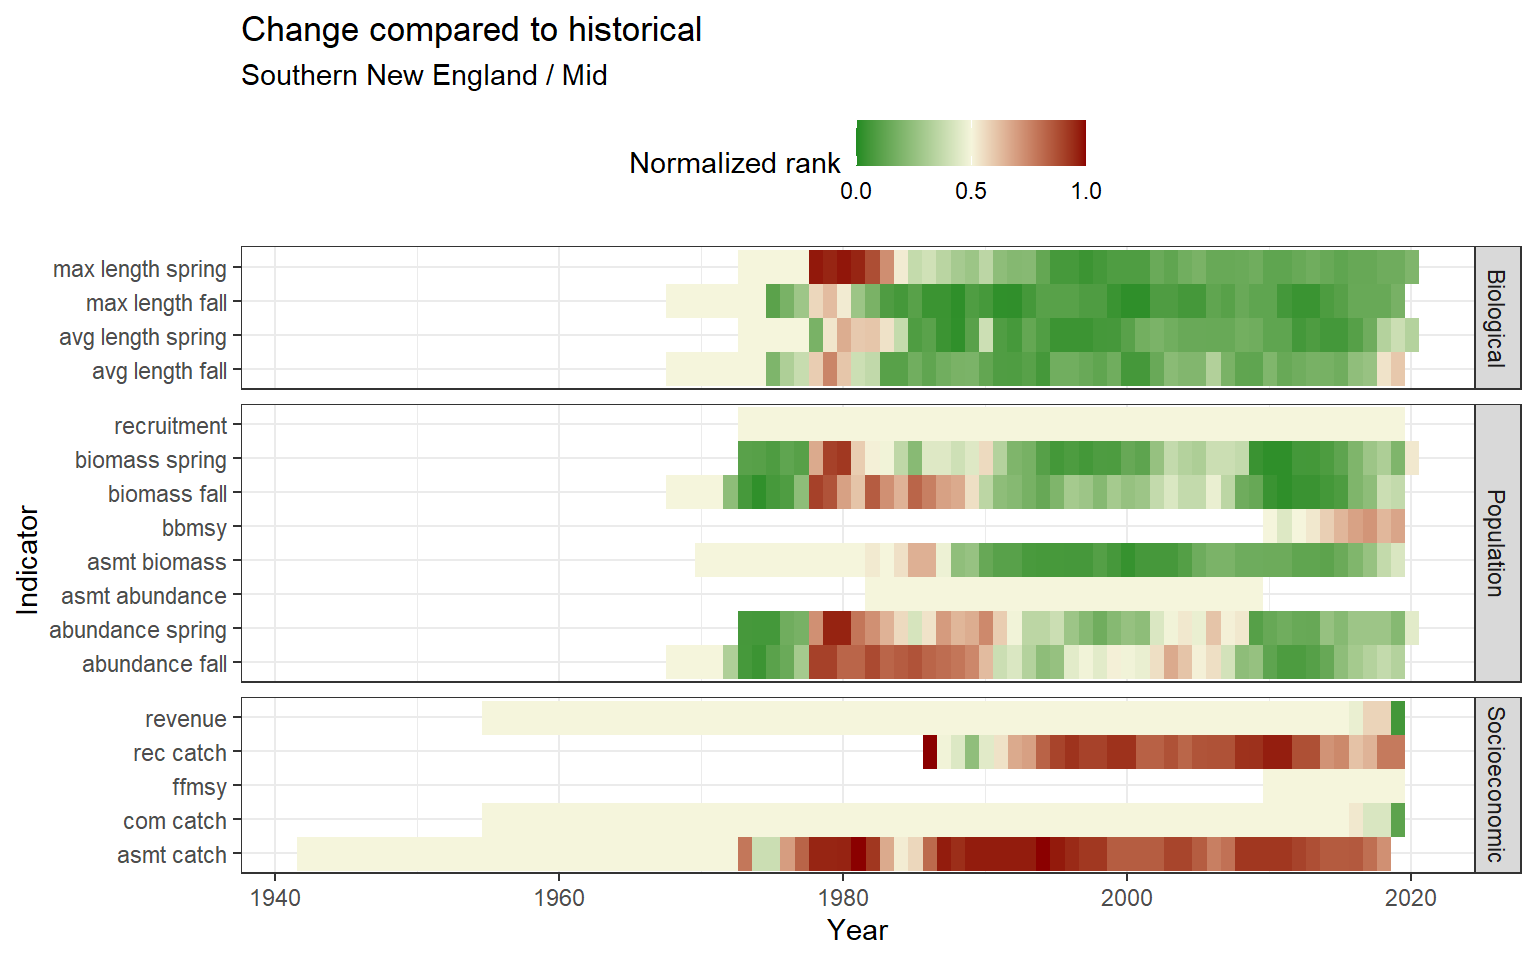 Change compared to historical
Southern New England / Mid
Normalized rank
0.0 0.5 1.0
max length spring
max length fall
avg length spring
avg length fall
Biological
recruitment
biomass spring
biomass fall
bbmsy
asmt biomass
asmt abundance
abundance spring
abundance fall
Population
revenue
rec catch
ffmsy
com catch
asmt catch
Socioeconomic
Indicator
1940 1960 1980 2000 2020
Year